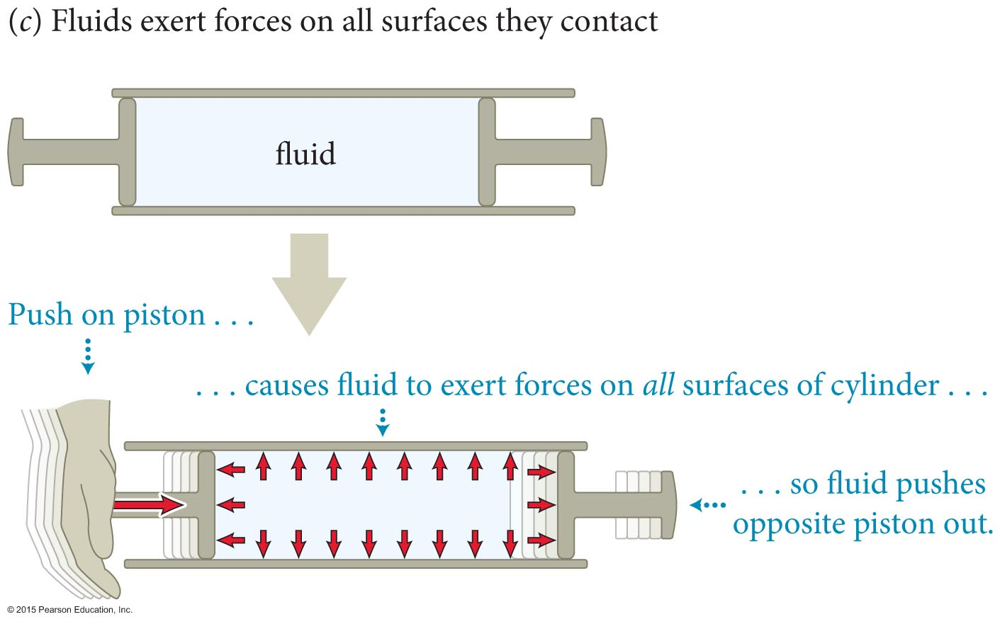 (c) Fluids exert forces on all surfaces they contact
fluid
Push on piston . . .
. . . causes fluid to exert forces on all surfaces of cylinder . . .
. . . so fluid pushes
opposite piston out.
© 2015 Pearson Education, Inc.